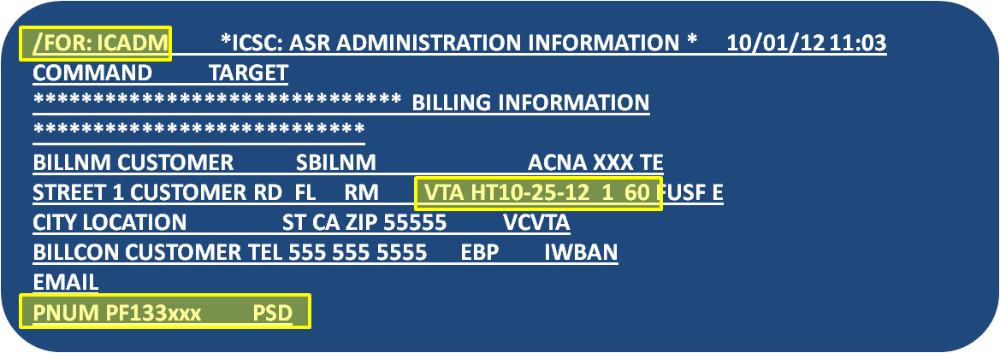 /FOR: ICADM *ICSC: ASR ADMINISTRATION INFORMATION * 10/01/12 11:03
COMMAND TARGET
******************************* BILLING INFORMATION
****************************
BILLNM CUSTOMER SBILNM ACNA XXX TE
STREET 1 CUSTOMER RD FL RM VTA HT10-25-12 1 60 FUSF E
CITY LOCATION ST CA ZIP 55555 VCVTA
BILLCON CUSTOMER TEL 555 555 5555 EBP IWBAN
EMAIL
PNUM PF133xxx PSD